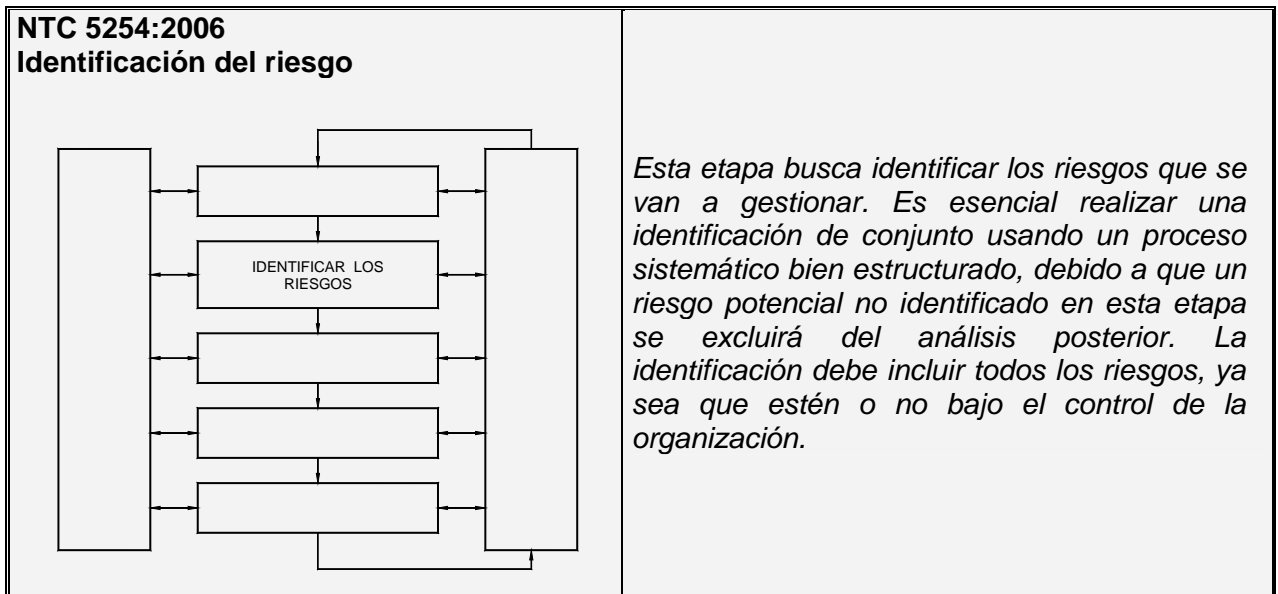 NTC 5254:2006
Identificación del riesgo
IDENTIFICAR LOS
RIESGOS
Esta etapa busca identificar los riesgos que se
van a gestionar. Es esencial realizar una
identificación de conjunto usando un proceso
sistemático bien estructurado, debido a que un
riesgo potencial no identificado en esta etapa
se excluirá del análisis posterior. La
identificación debe incluir todos los riesgos, ya
sea que estén o no bajo el control de la
organización.